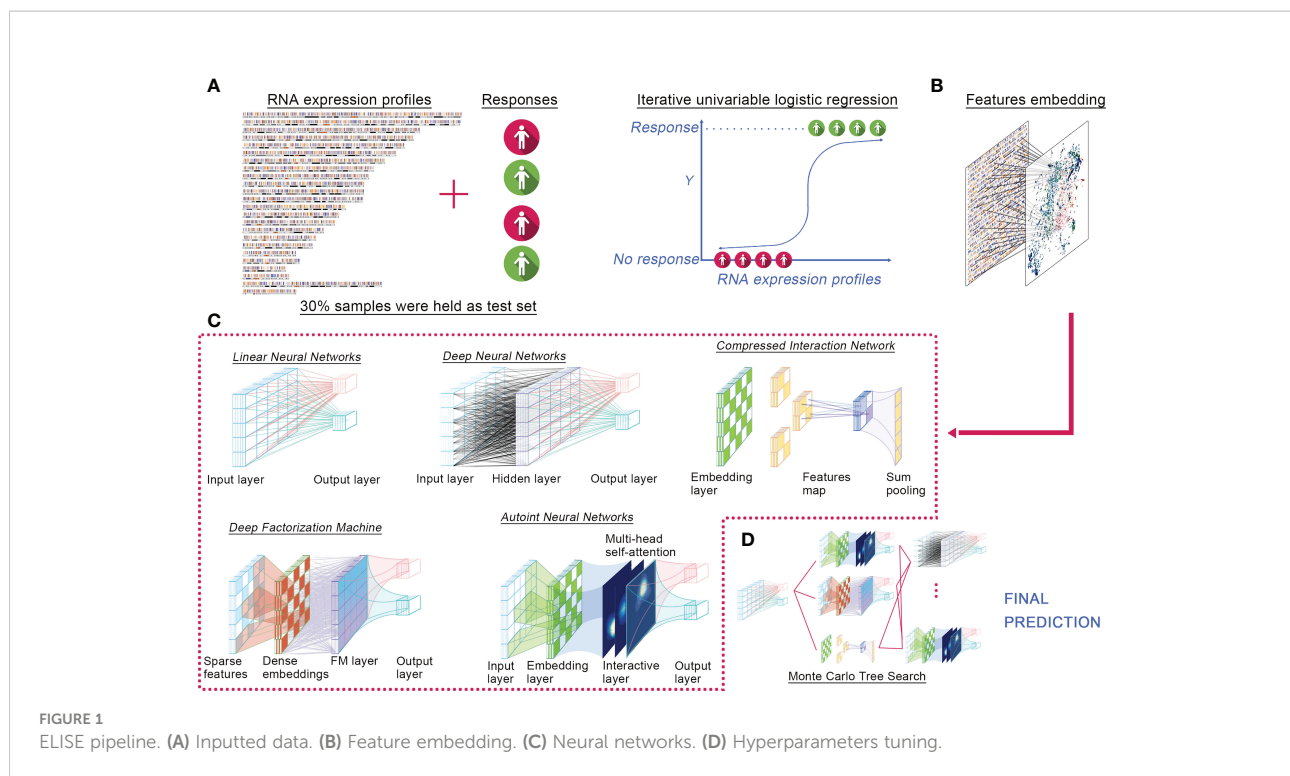 A
RNA expression profiles
Responses
30% samples were held as test set
Iterative univariable logistic regression
Response
Y
No response
RNA expression profiles
B
Features embedding
C
Linear Neural Networks
Input layer
Output layer
Deep Neural Networks
Input layer
Hidden layer
Output layer
Compressed Interaction Network
Embedding
layer
Features
map
Sum
pooling
Deep Factorization Machine
Sparse
features
Dense
embeddings
FM layer
Output
layer
Autoint Neural Networks
Multi-head
self-attention
Input
layer
Embedding
layer
Interactive
layer
Output
layer
D
Monte Carlo Tree Search
FINAL
PREDICTION
FIGURE 1
ELISE pipeline. (A) Inputted data. (B) Feature embedding. (C) Neural networks. (D) Hyperparameters tuning.